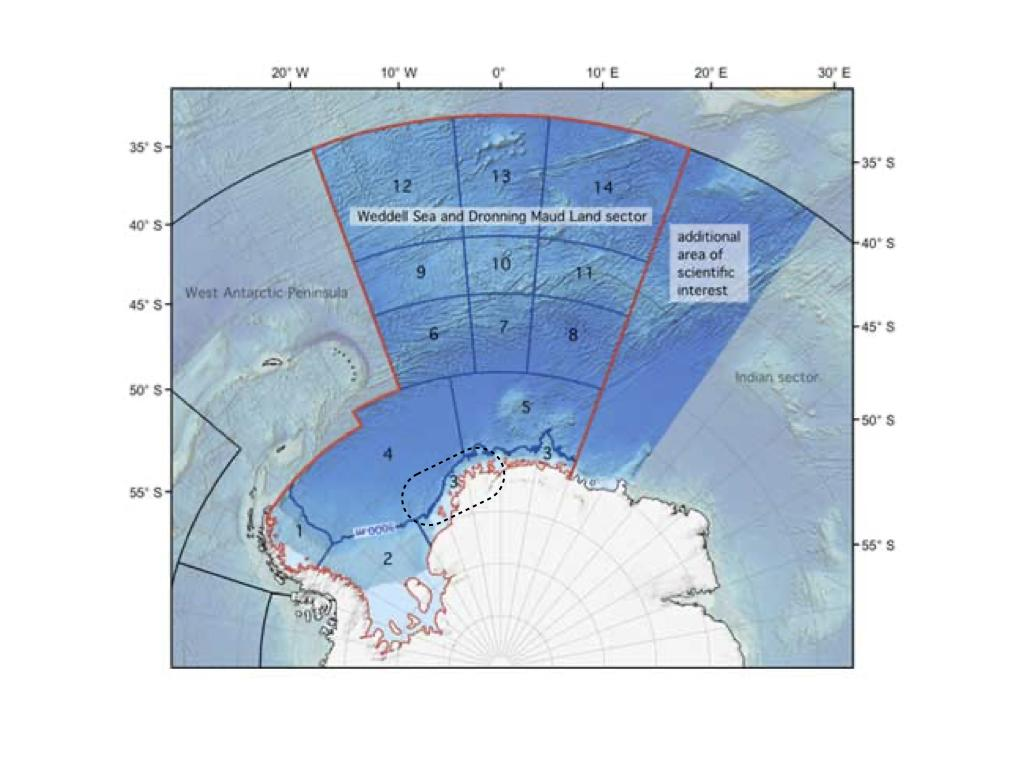 20° W 10° W 0° 10° E 20° E 30° E
35° S 35° S
12 13 14
Weddell Sea and Dronning Maud Land sector
40° S 40° S
additional
area of
scientific
interest
9 10 11
West Antarctic Peninsula
45° S 45° S
6 7 8
Indian sector
50° S 50° S
5
4 3
3
55° S 55° S
1 3000 m
2